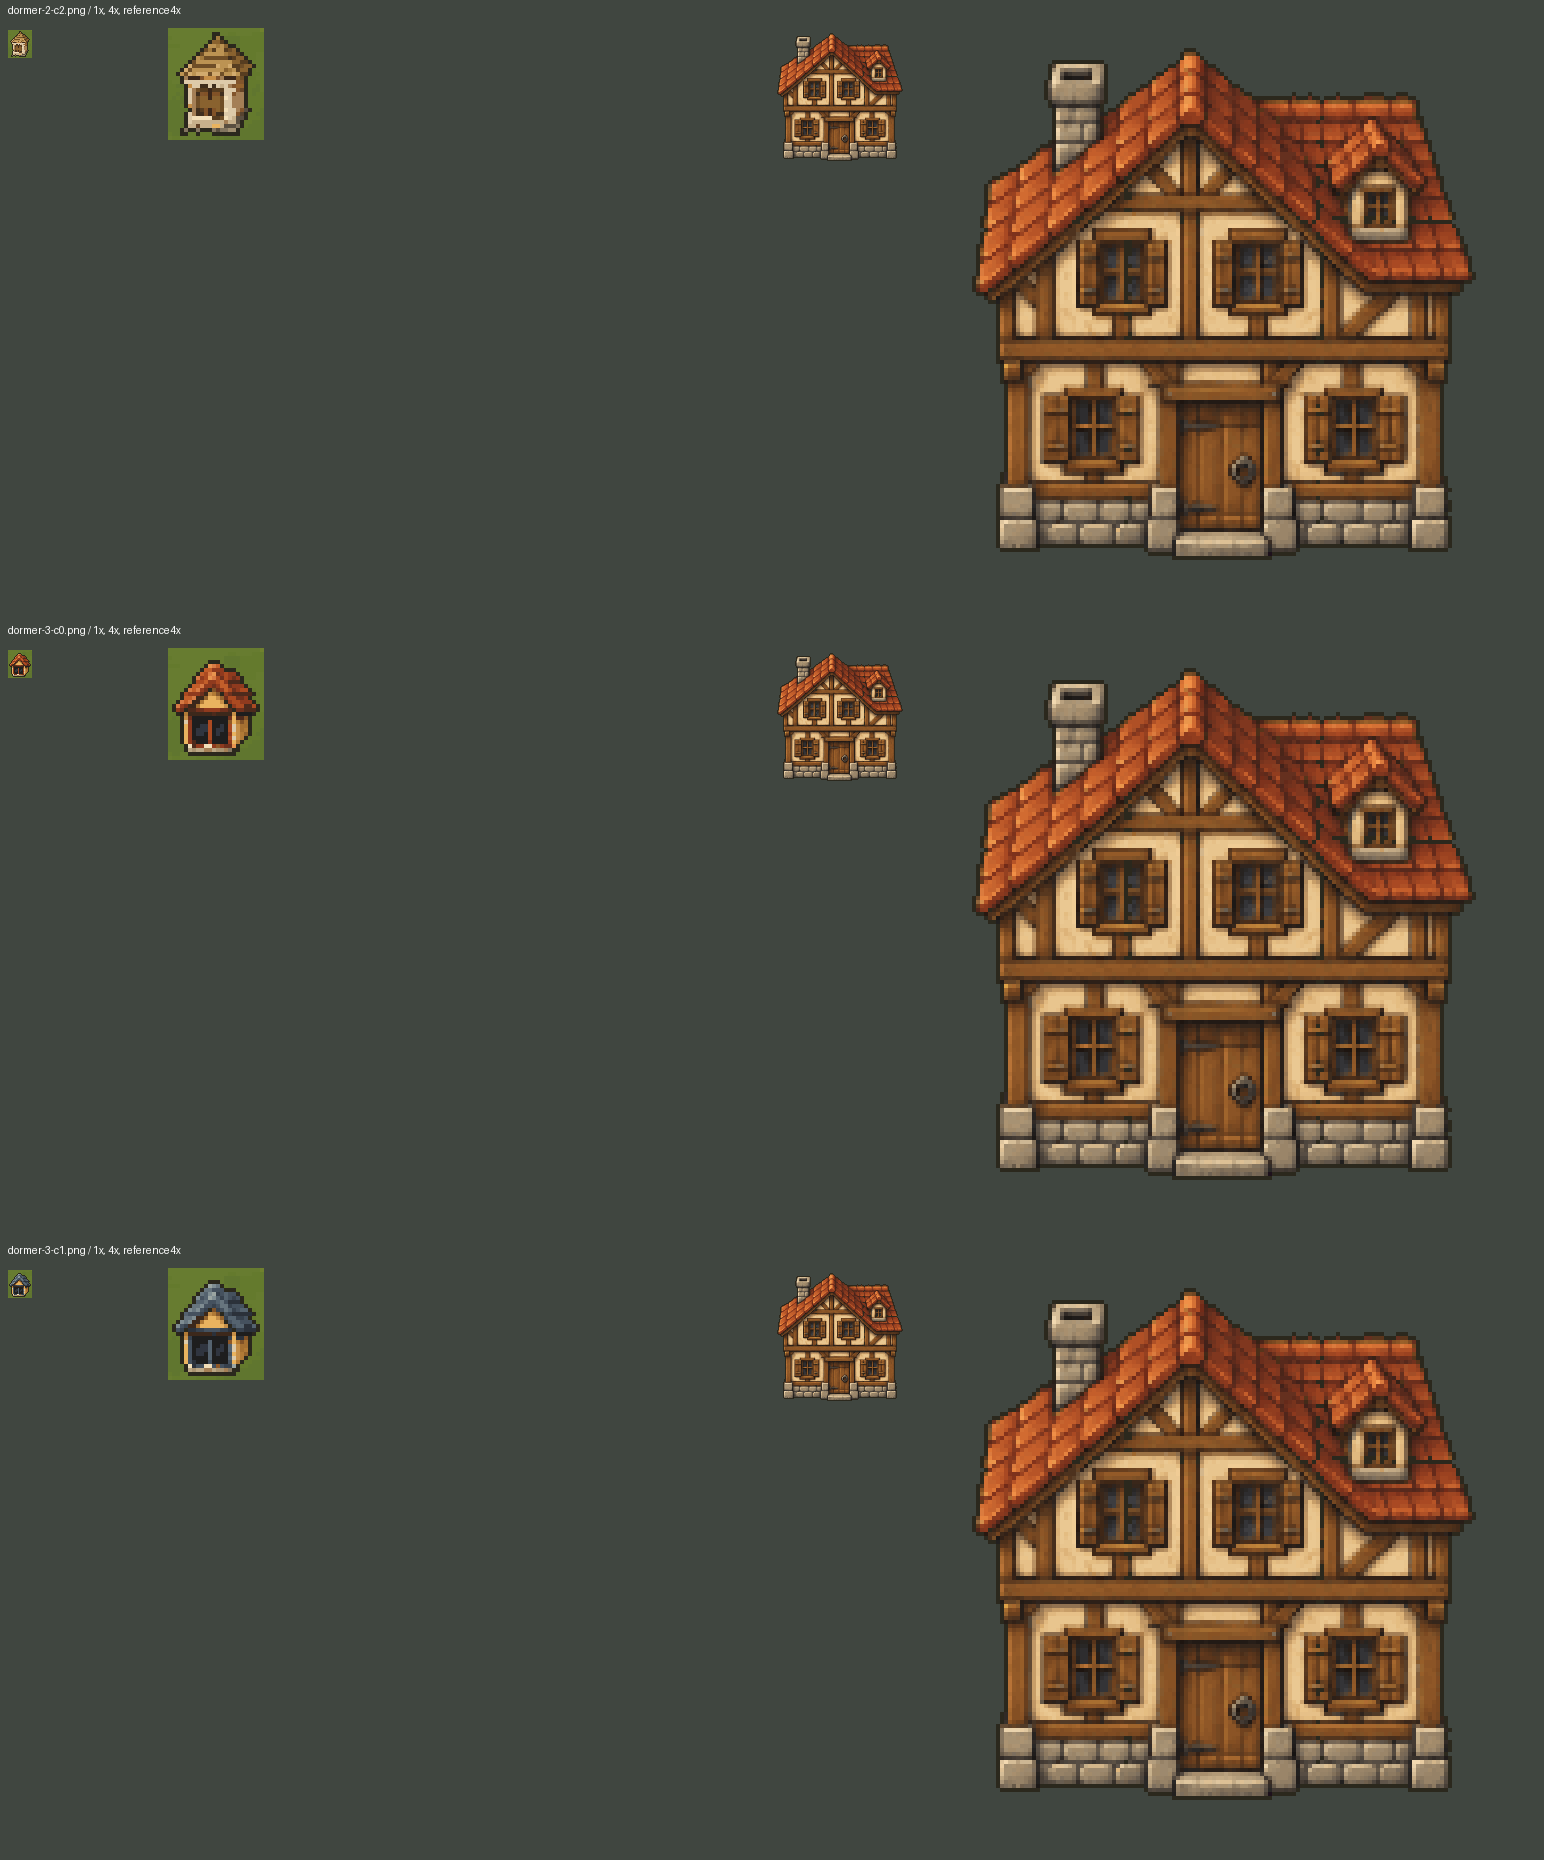 dormer-2-c2.png / 1x, 4x, reference4x
dormer-3-c0.png / 1x, 4x, reference4x
dormer-3-c1.png / 1x, 4x, reference4x